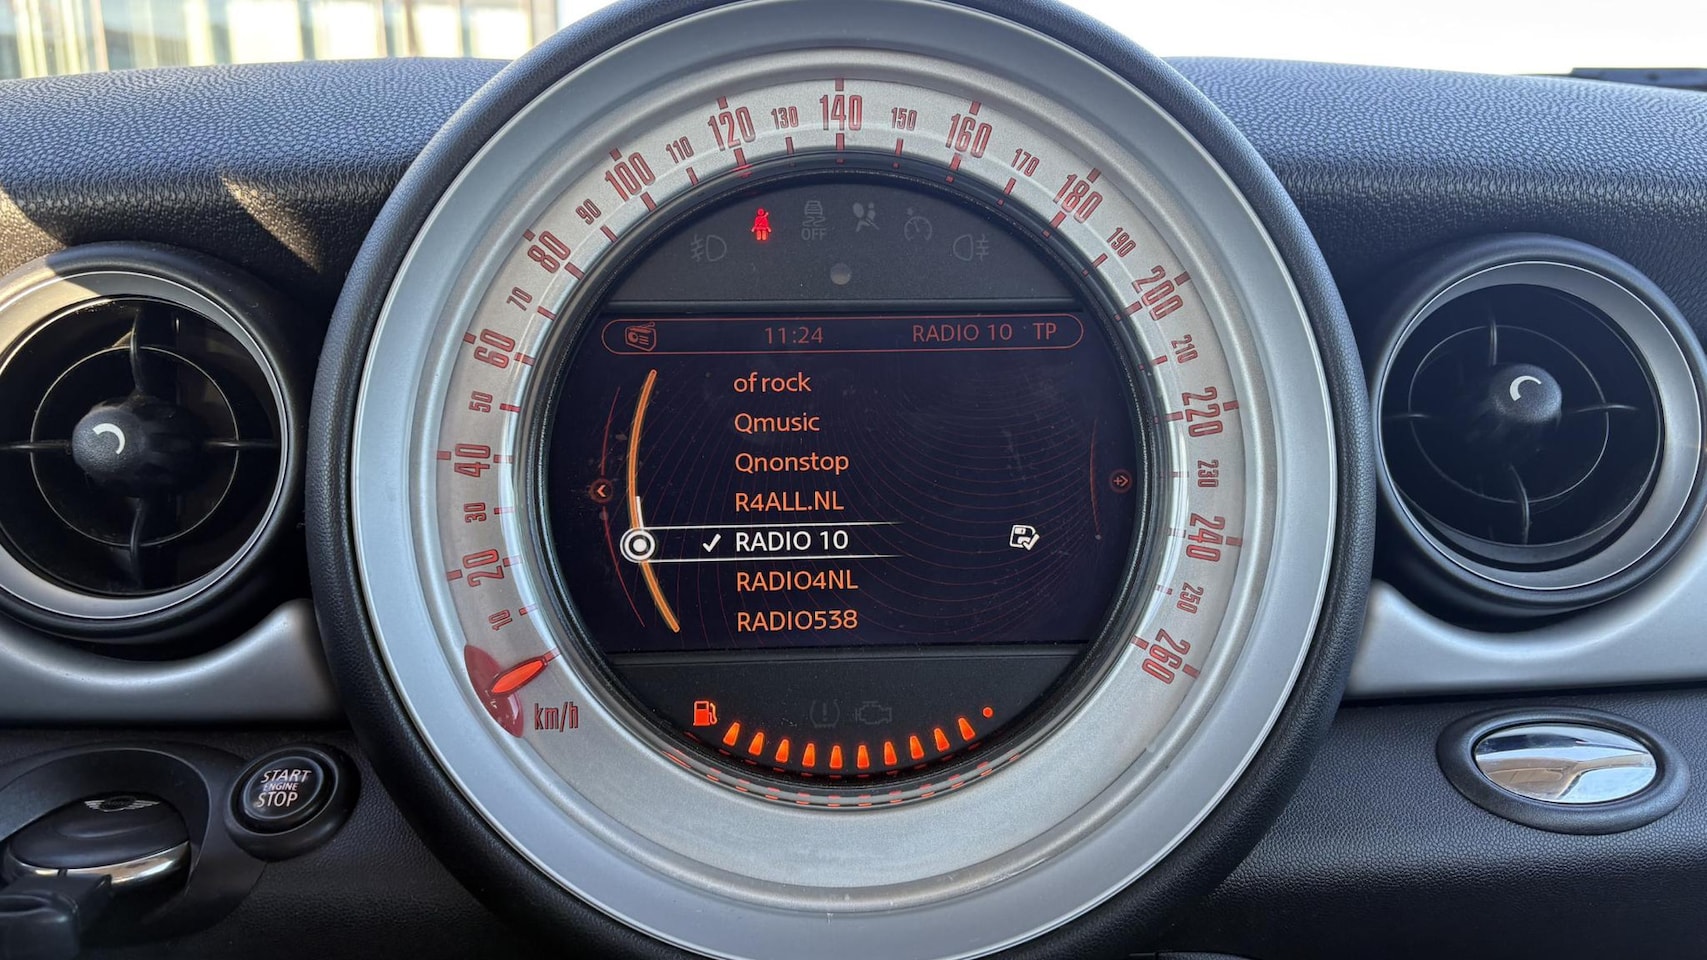 10
20
30
40
50
60
70
80
90
100
110
120
130
140
150
160
170
180
190
200
210
220
230
240
250
260
km/h
OFF
11:24 RADIO 10 TP
of rock
Qmusic
Qnonstop
R4ALL.NL
RADIO 10
RADIO4NL
RADIO538
START
ENGINE
STOP